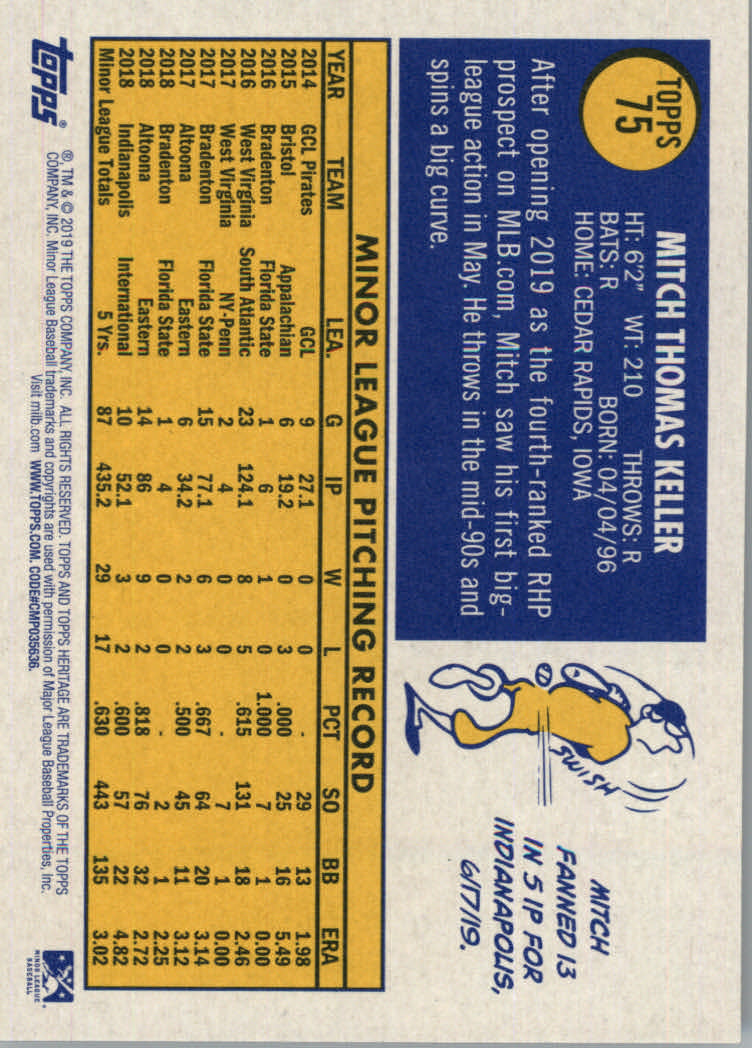 TOPPS
75
MITCH THOMAS KELLER
HT: 6'2" WT: 210 THROWS: R
BATS: R BORN: 04/04/96
HOME: CEDAR RAPIDS, IOWA
After opening 2019 as the fourth-ranked RHP
prospect on MLB.com, Mitch saw his first big-
league action in May. He throws in the mid-90s and
spins a big curve.
SWISH
MITCH
FANNED 13
IN 5 IP FOR
INDIANAPOLIS,
6/17/19.
MINOR LEAGUE PITCHING RECORD
YEAR TEAM LEA. G IP W L PCT SO BB ERA
2014 GCL Pirates GCL 9 27.1 0 0 - 29 13 1.98
2015 Bristol Appalachian 6 19.2 0 3 .000 25 16 5.49
2016 Bradenton Florida State 1 6 1 0 1.000 7 1 0.00
2016 West Virginia South Atlantic 23 124.1 8 5 .615 131 18 2.46
2017 West Virginia NY-Penn 2 4 0 0 - 7 1 0.00
2017 Bradenton Florida State 15 77.1 6 3 .667 64 20 3.14
2017 Altoona Eastern 6 34.2 2 2 .500 45 11 3.12
2018 Bradenton Florida State 1 4 0 0 - 2 1 2.25
2018 Altoona Eastern 14 86 9 2 .818 76 32 2.72
2018 Indianapolis International 10 52.1 3 2 .600 57 22 4.82
Minor League Totals 5 Yrs. 87 435.2 29 17 .630 443 135 3.02
topps®
®, TM & © 2019 THE TOPPS COMPANY, INC. ALL RIGHTS RESERVED. TOPPS AND TOPPS HERITAGE ARE TRADEMARKS OF THE TOPPS
COMPANY, INC. Minor League Baseball trademarks and copyrights are used with permission of Major League Baseball Properties, Inc.
Visit milb.com WWW.TOPPS.COM. CODE#CMP035636.
MINOR LEAGUE
BASEBALL